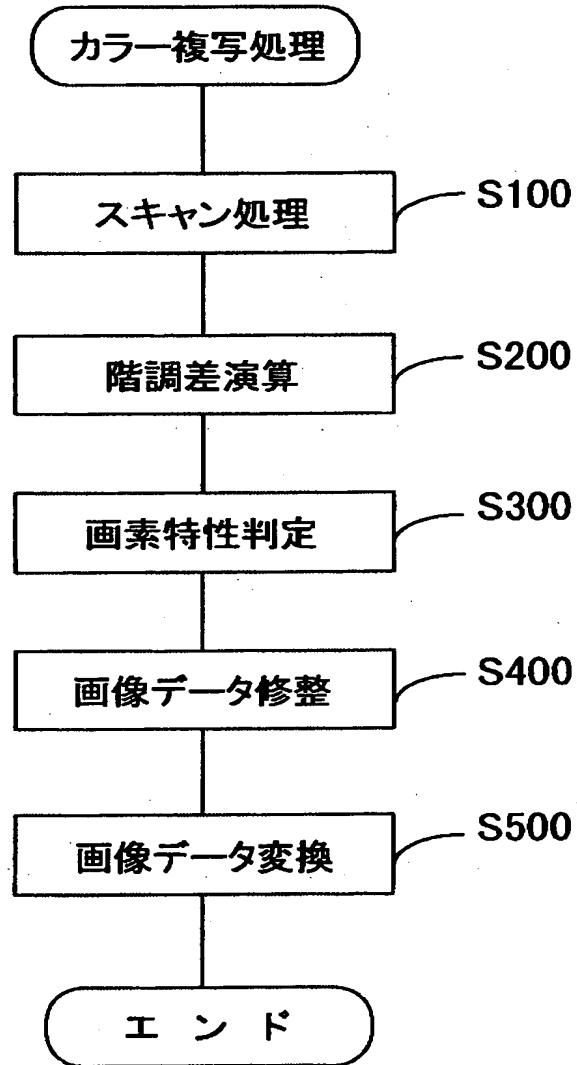 カラー複写処理
スキャン処理
S100
階調差演算
S200
画素特性判定
S300
画像データ修整
S400
画像データ変換
S500
エンド